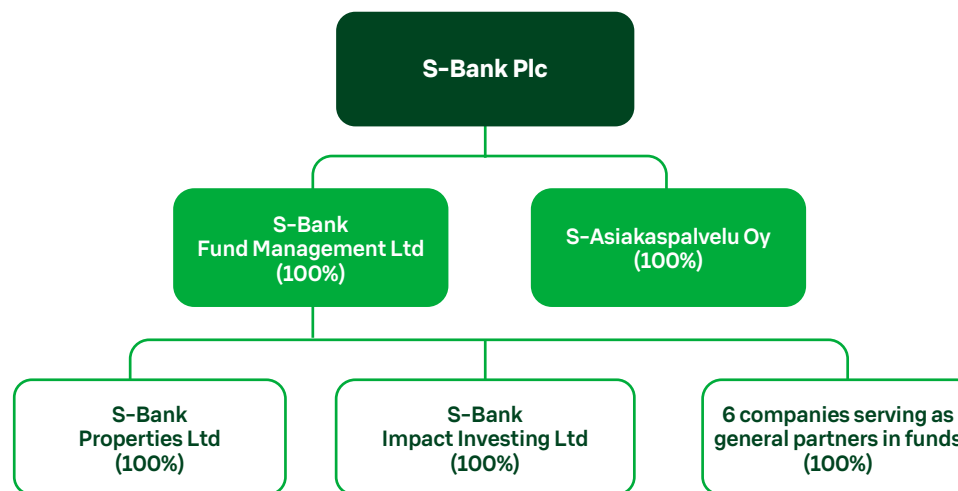 S-Bank Plc
S-Bank
Fund Management Ltd
(100%)
S-Asiakaspalvelu Oy
(100%)
S-Bank
Properties Ltd
(100%)
S-Bank
Impact Investing Ltd
(100%)
6 companies serving as
general partners in funds
(100%)